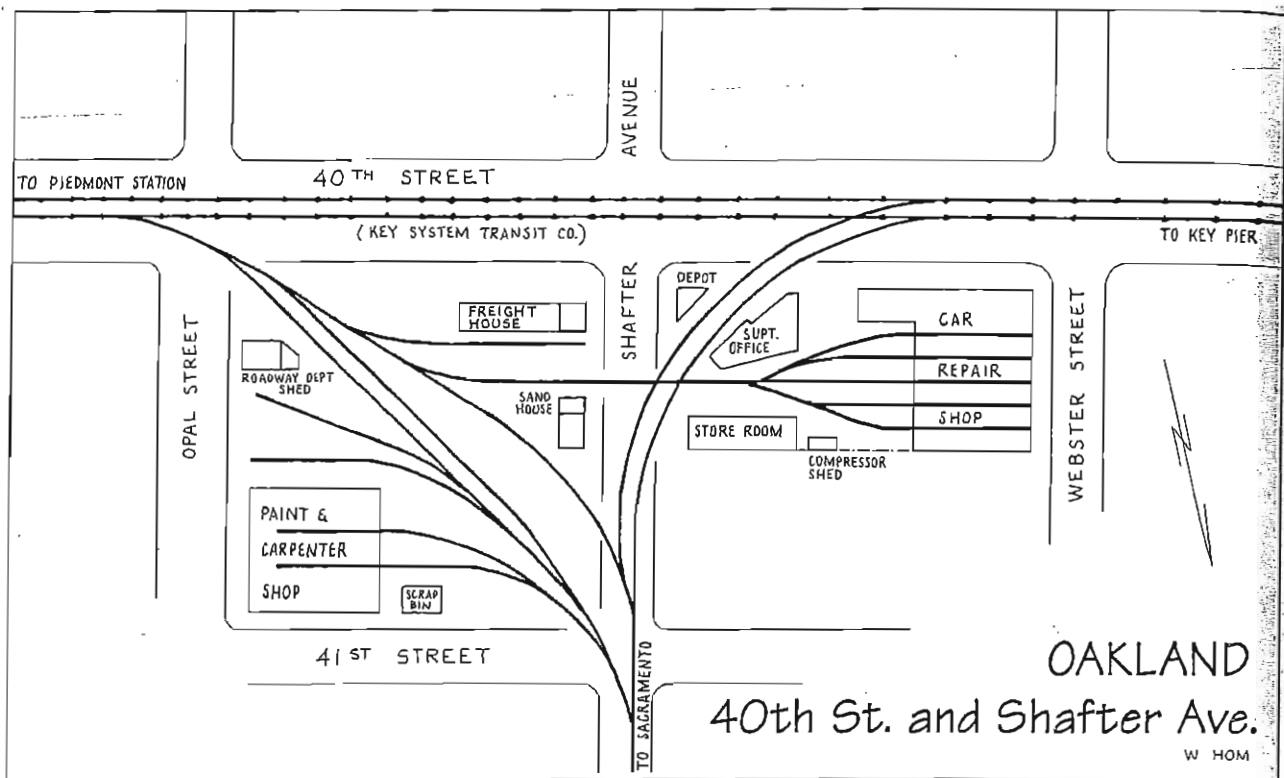 AVENUE
TO PIEDMONT STATION
40TH STREET
(KEY SYSTEM TRANSIT CO.)
TO KEY PIER
SHAFTER
DEPOT
FREIGHT
HOUSE
SUPT.
OFFICE
CAR
REPAIR
SHOP
OPAL STREET
ROADWAY DEPT
SHED
SAND
HOUSE
STORE ROOM
COMPRESSOR
SHED
WEBSTER STREET
PAINT &
CARPENTER
SHOP
SCRAP
BIN
41ST STREET
TO SACRAMENTO
OAKLAND
40th St. and Shafter Ave.
W HOM